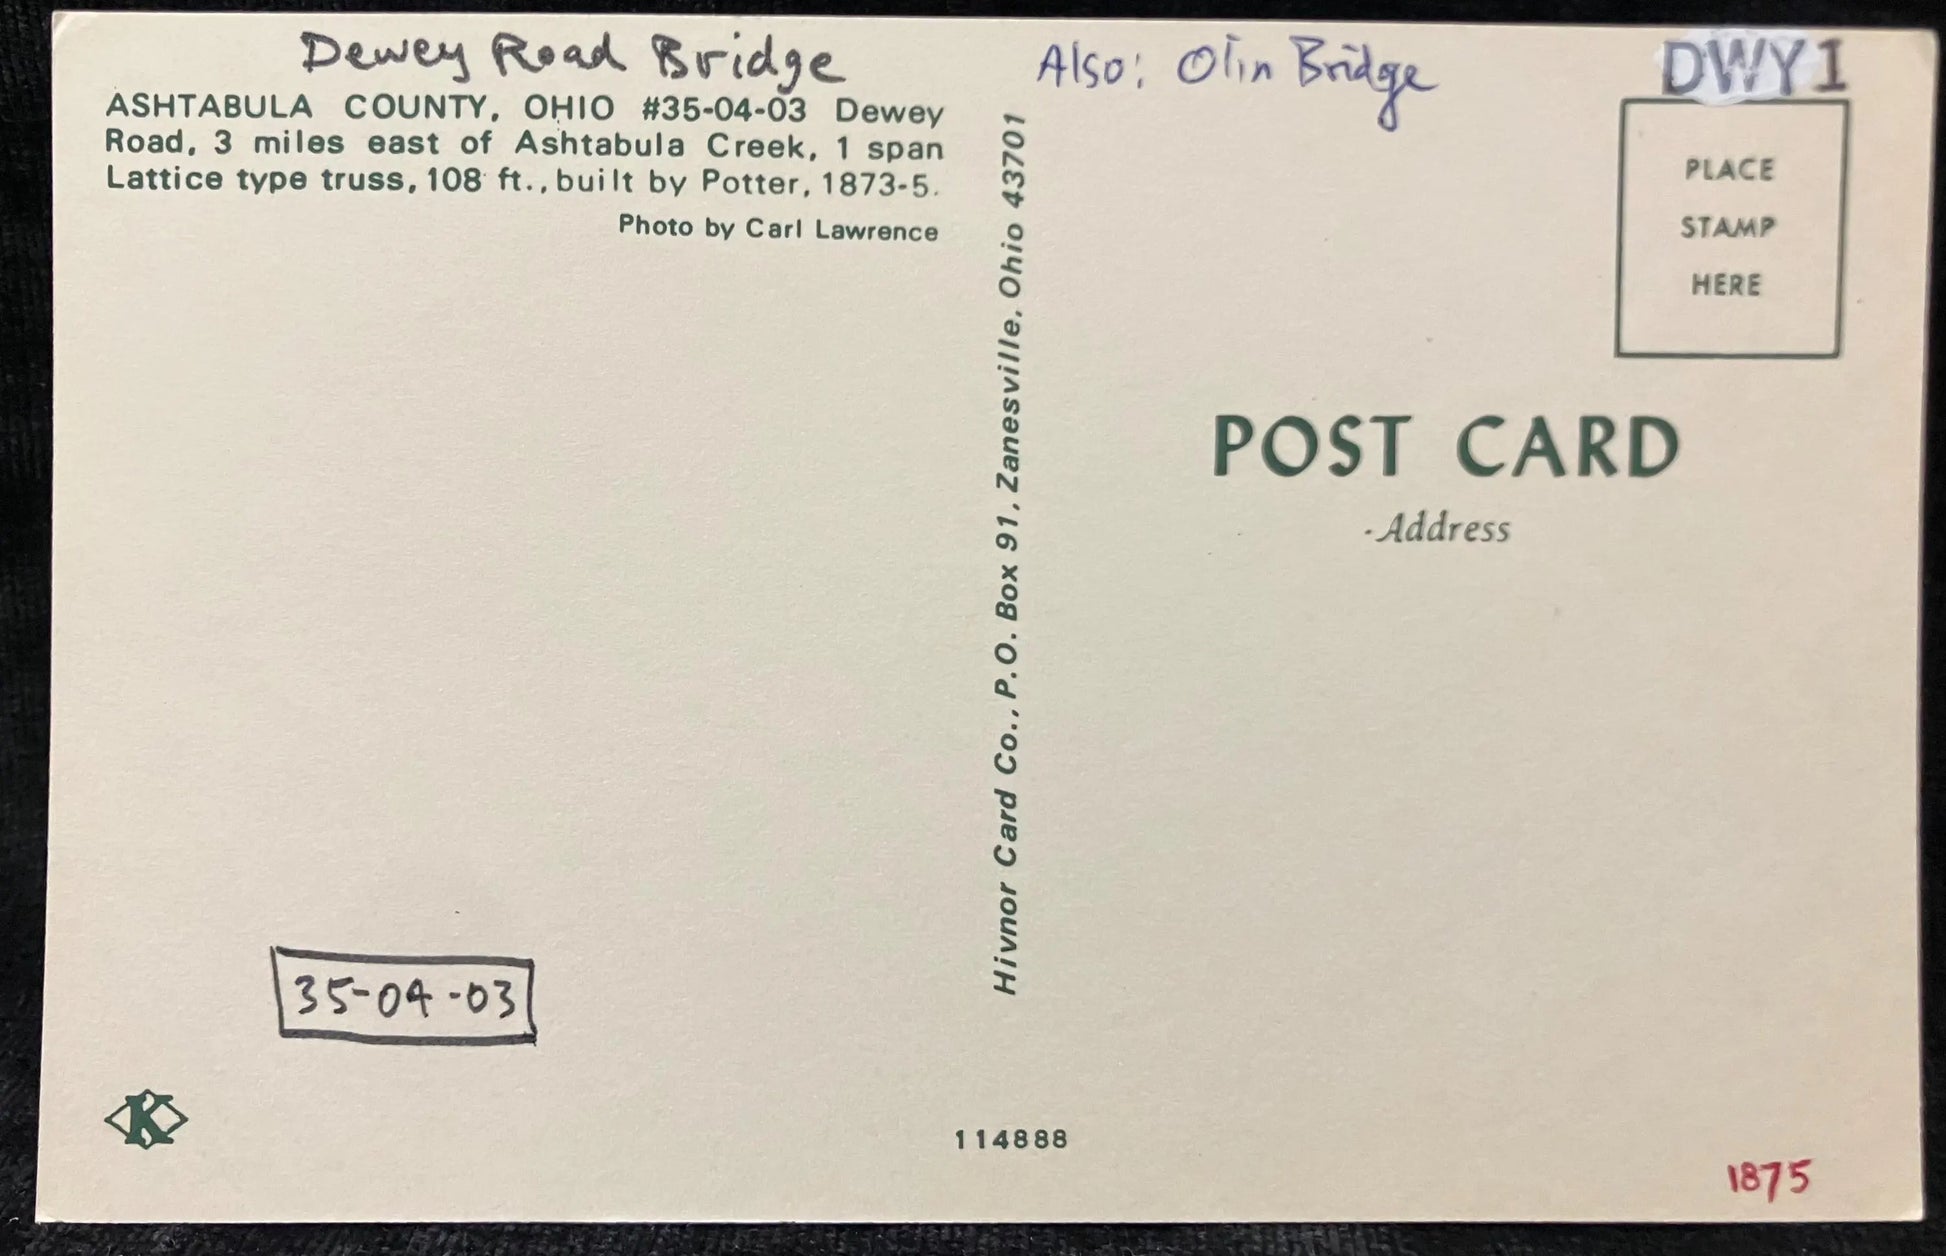 Dewey Road Bridge
ASHTABULA COUNTY, OHIO #35-04-03 Dewey
Road, 3 miles east of Ashtabula Creek, 1 span
Lattice type truss, 108 ft., built by Potter, 1873-5.
Photo by Carl Lawrence
35-04-03
K
Hivnor Card Co., P.O. Box 91, Zanesville, Ohio 43701
114888
Also: Olin Bridge
DWY1
PLACE
STAMP
HERE
POST CARD
Address
1875